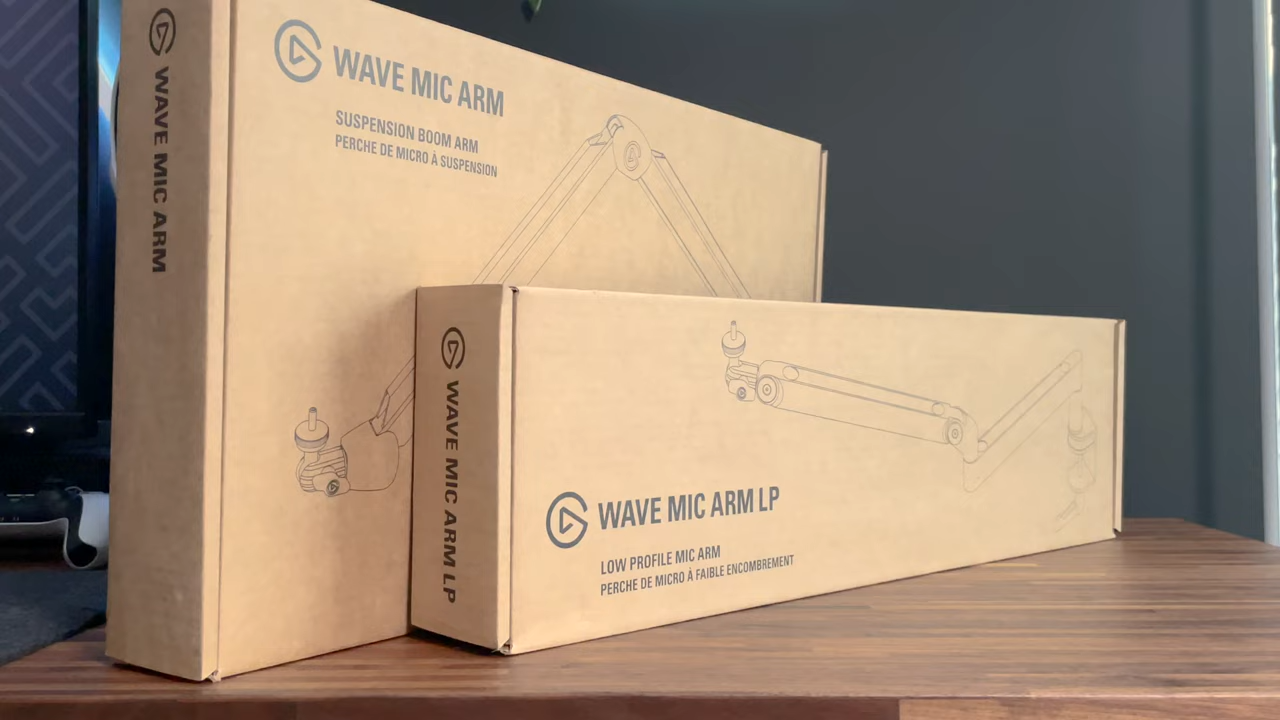 WAVE MIC ARM
WAVE MIC ARM
SUSPENSION BOOM ARM
PERCHE DE MICRO À SUSPENSION
WAVE MIC ARM LP
WAVE MIC ARM LP
LOW PROFILE MIC ARM
PERCHE DE MICRO À FAIBLE ENCOMBREMENT